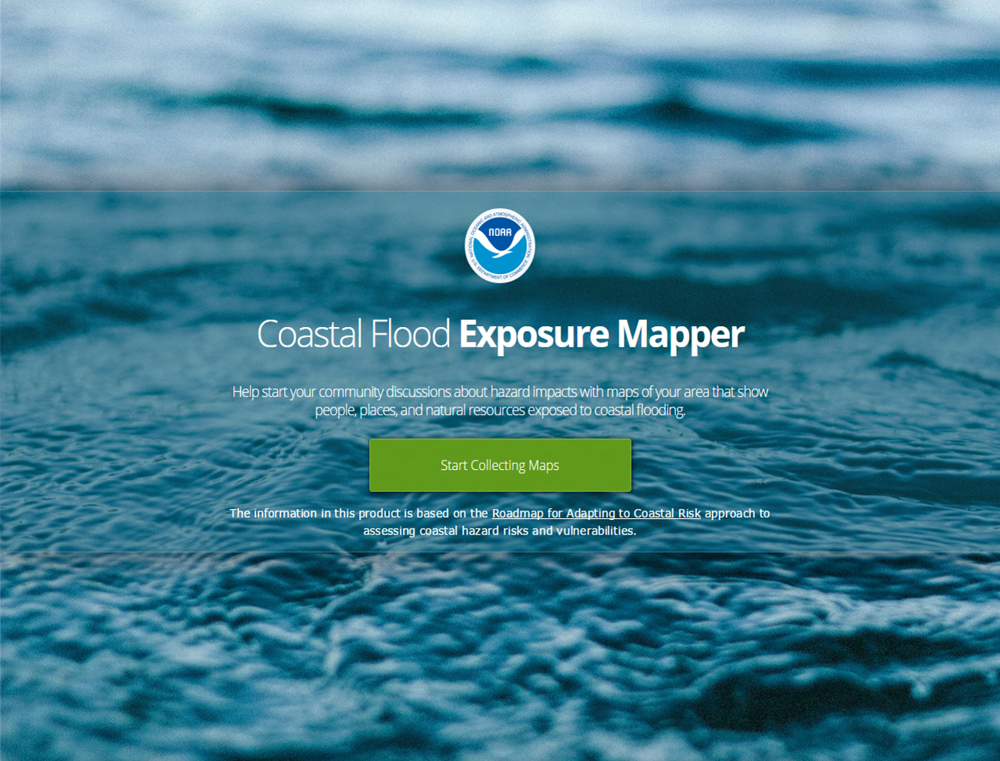 NATIONAL OCEANIC AND ATMOSPHERIC ADMINISTRATION
NOAA
U.S. DEPARTMENT OF COMMERCE
Coastal Flood Exposure Mapper
Help start your community discussions about hazard impacts with maps of your area that show
people, places, and natural resources exposed to coastal flooding.
Start Collecting Maps
The information in this product is based on the Roadmap for Adapting to Coastal Risk approach to
assessing coastal hazard risks and vulnerabilities.